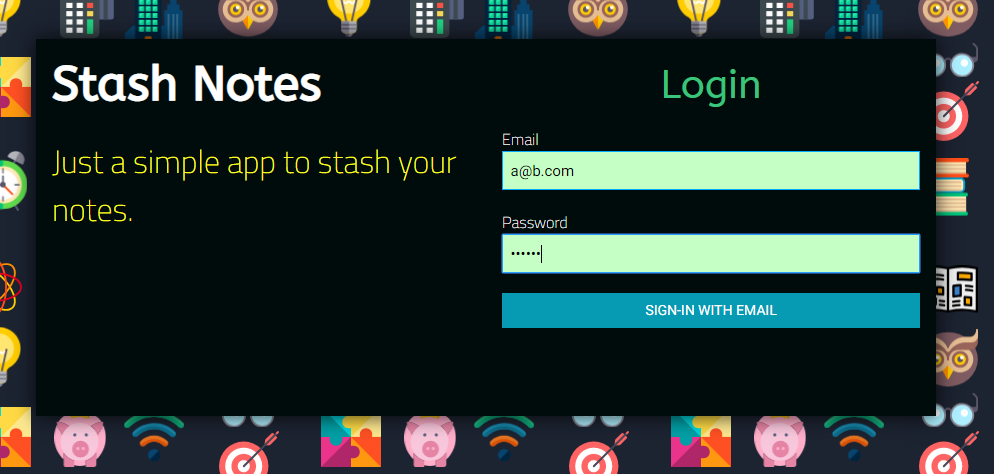 Stash Notes
Just a simple app to stash your
notes.
Login
Email
a@b.com
Password
••••••
SIGN-IN WITH EMAIL